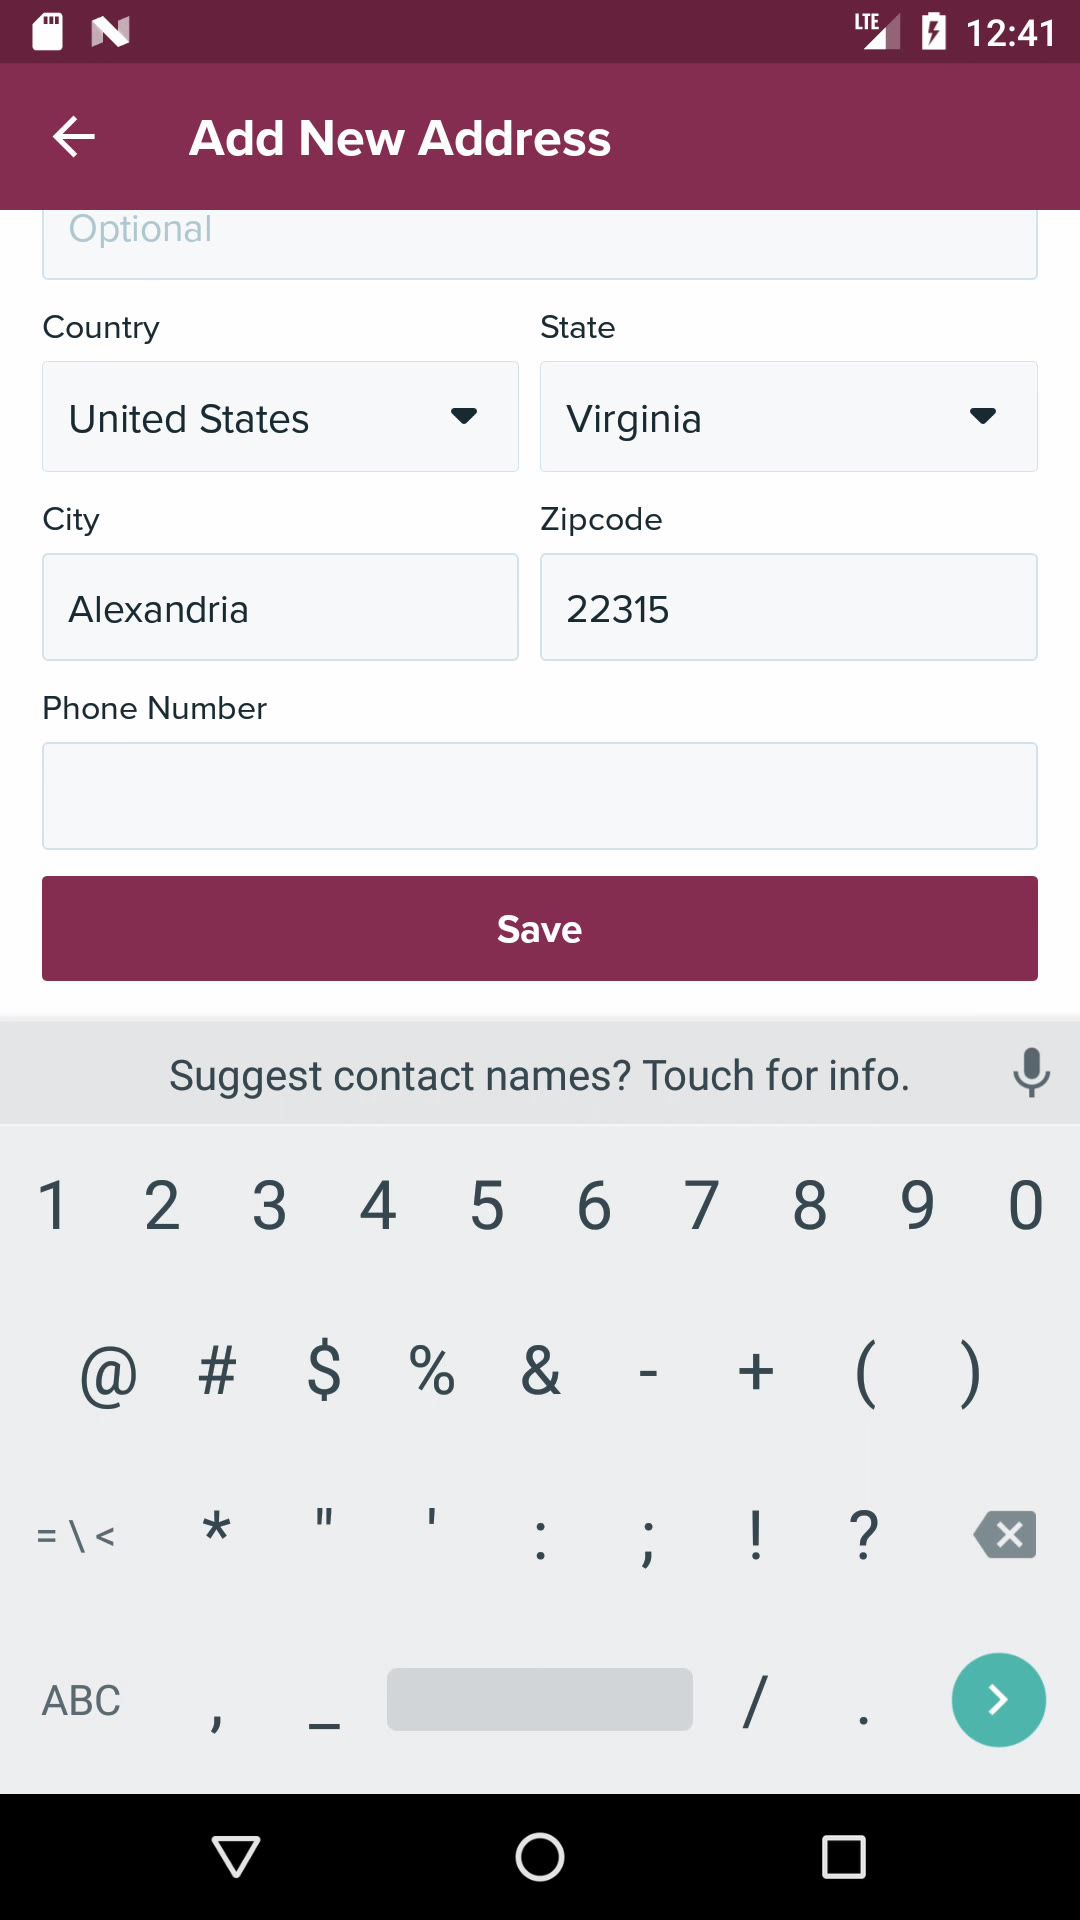 LTE 12:41
Add New Address
Optional
Country State
United States Virginia
City Zipcode
Alexandria 22315
Phone Number
Save
Suggest contact names? Touch for info.
1 2 3 4 5 6 7 8 9 0
@ # $ % & - + ( )
= \ < * " ' : ; ! ?
ABC , _ / .